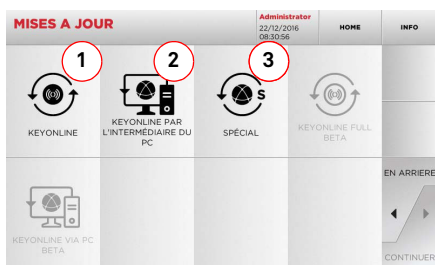 MISES A JOUR
Administrator
22/12/2016
08:30:56
HOME
INFO
1
2
3
S
KEYONLINE
KEYONLINE PAR
L'INTERMÉDIAIRE DU
PC
SPÉCIAL
KEYONLINE FULL
BETA
EN ARRIERE
KEYONLINE VIA PC
BETA
CONTINUER